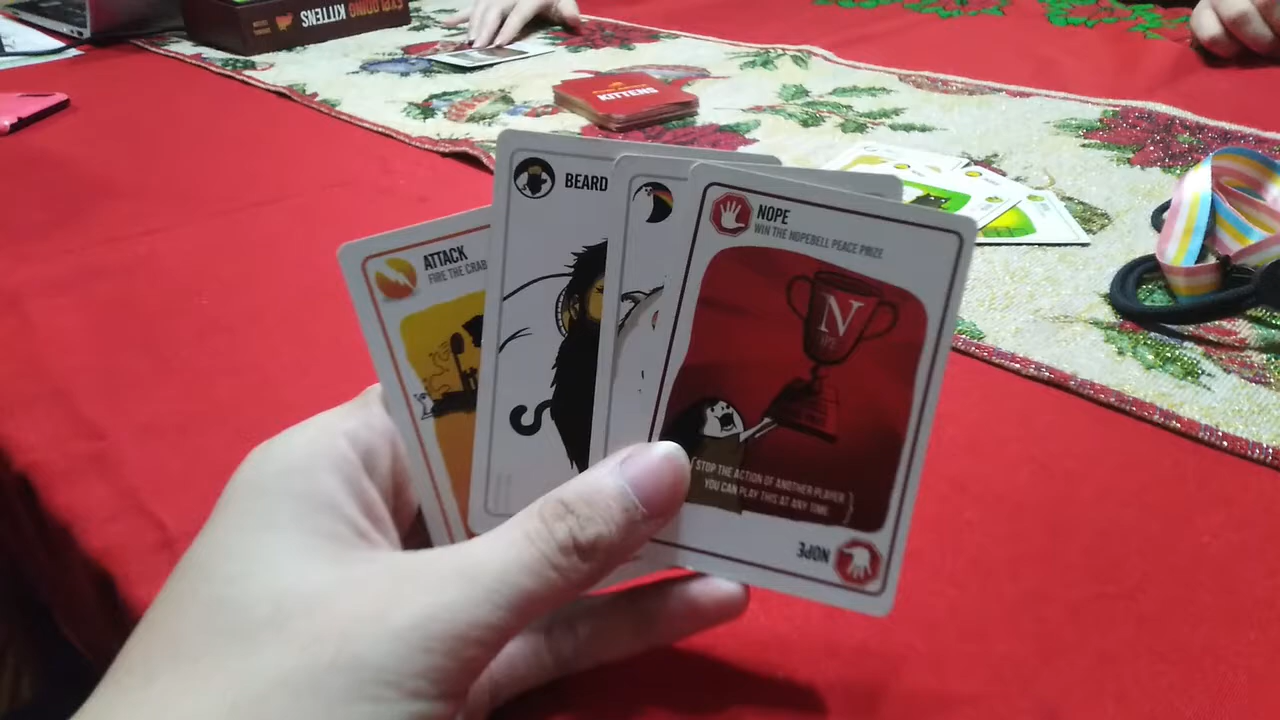 EXPLODING KITTENS
KITTENS
ATTACK
FIRE THE CRAB
BEARD
NOPE
WIN THE NOPEBELL PEACE PRIZE
N
STOP THE ACTION OF ANOTHER PLAYER
YOU CAN PLAY THIS AT ANY TIME
NOPE